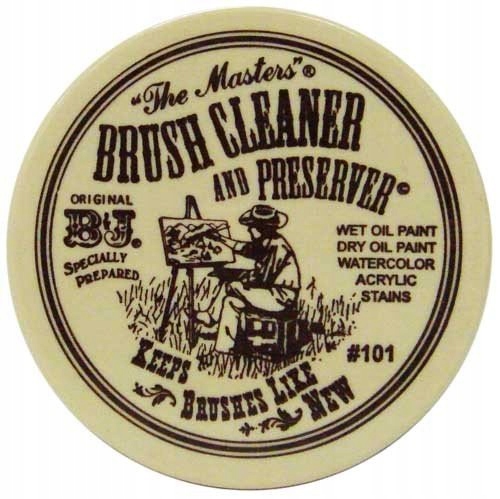 "The Masters"®
BRUSH CLEANER
AND PRESERVER©
ORIGINAL
B&J®
SPECIALLY
PREPARED
WET OIL PAINT
DRY OIL PAINT
WATERCOLOR
ACRYLIC
STAINS
#101
KEEPS
BRUSHES LIKE
NEW